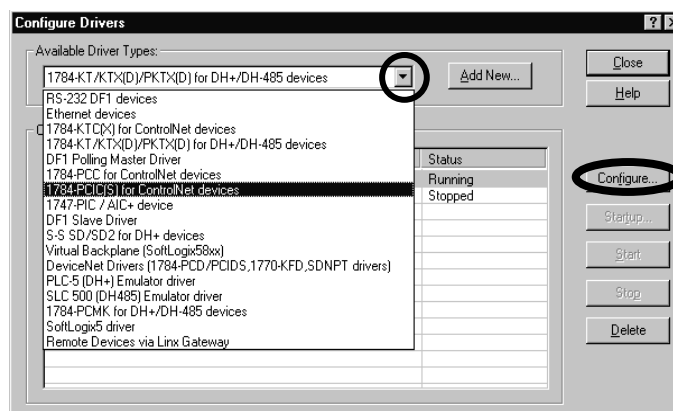 Configure Drivers
Available Driver Types:
1784-KT/KTX(D)/PKTX(D) for DH+/DH-485 devices
Add New...
Close
Help
RS-232 DF1 devices
Ethernet devices
1784-KTC(X) for ControlNet devices
1784-KT/KTX(D)/PKTX(D) for DH+/DH-485 devices
DF1 Polling Master Driver
1784-PCC for ControlNet devices
1784-PCIC(S) for ControlNet devices
1747-PIC / AIC+ device
DF1 Slave Driver
S-S SD/SD2 for DH+ devices
Virtual Backplane (SoftLogix58xx)
DeviceNet Drivers (1784-PCD/PCIDS,1770-KFD,SDNPT drivers)
PLC-5 (DH+) Emulator driver
SLC 500 (DH485) Emulator driver
1784-PCMK for DH+/DH-485 devices
SoftLogix5 driver
Remote Devices via Linx Gateway
Status
Running
Stopped
Configure...
Startup...
Start
Stop
Delete